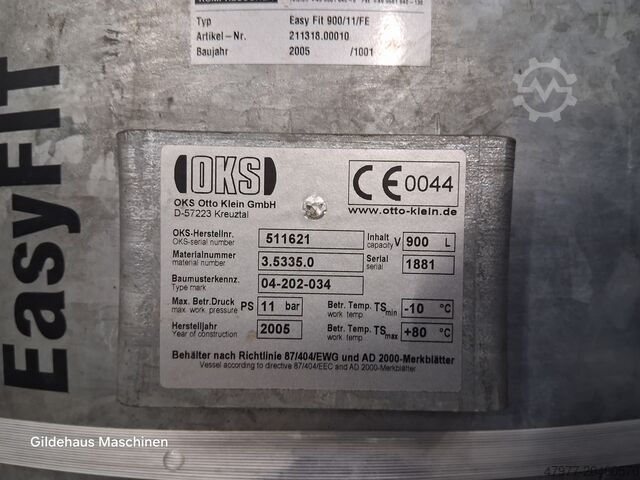 Typ Easy Fit 900/11/FE
Artikel-Nr. 211318.00010
Baujahr 2005 /1001
EasyFit
OKS
OKS Otto Klein GmbH
D-57223 Kreuztal
CE 0044
www.otto-klein.de
OKS-Herstellnr. 511621 Inhalt V 900 L
OKS-serial number capacity
Materialnummer 3.5335.0 Serial 1881
material number serial
Baumusterkennz. 04-202-034
Type mark
Max. Betr.Druck PS 11 bar Betr. Temp. TSmin -10 °C
max. work pressure work temp.
Herstelljahr 2005 Betr. Temp. TSmax +80 °C
Year of construction work temp.
Behälter nach Richtlinie 87/404/EWG und AD 2000-Merkblätter
Vessel according to directive 87/404/EEC and AD 2000-Merkblätter
Gildehaus Maschinen